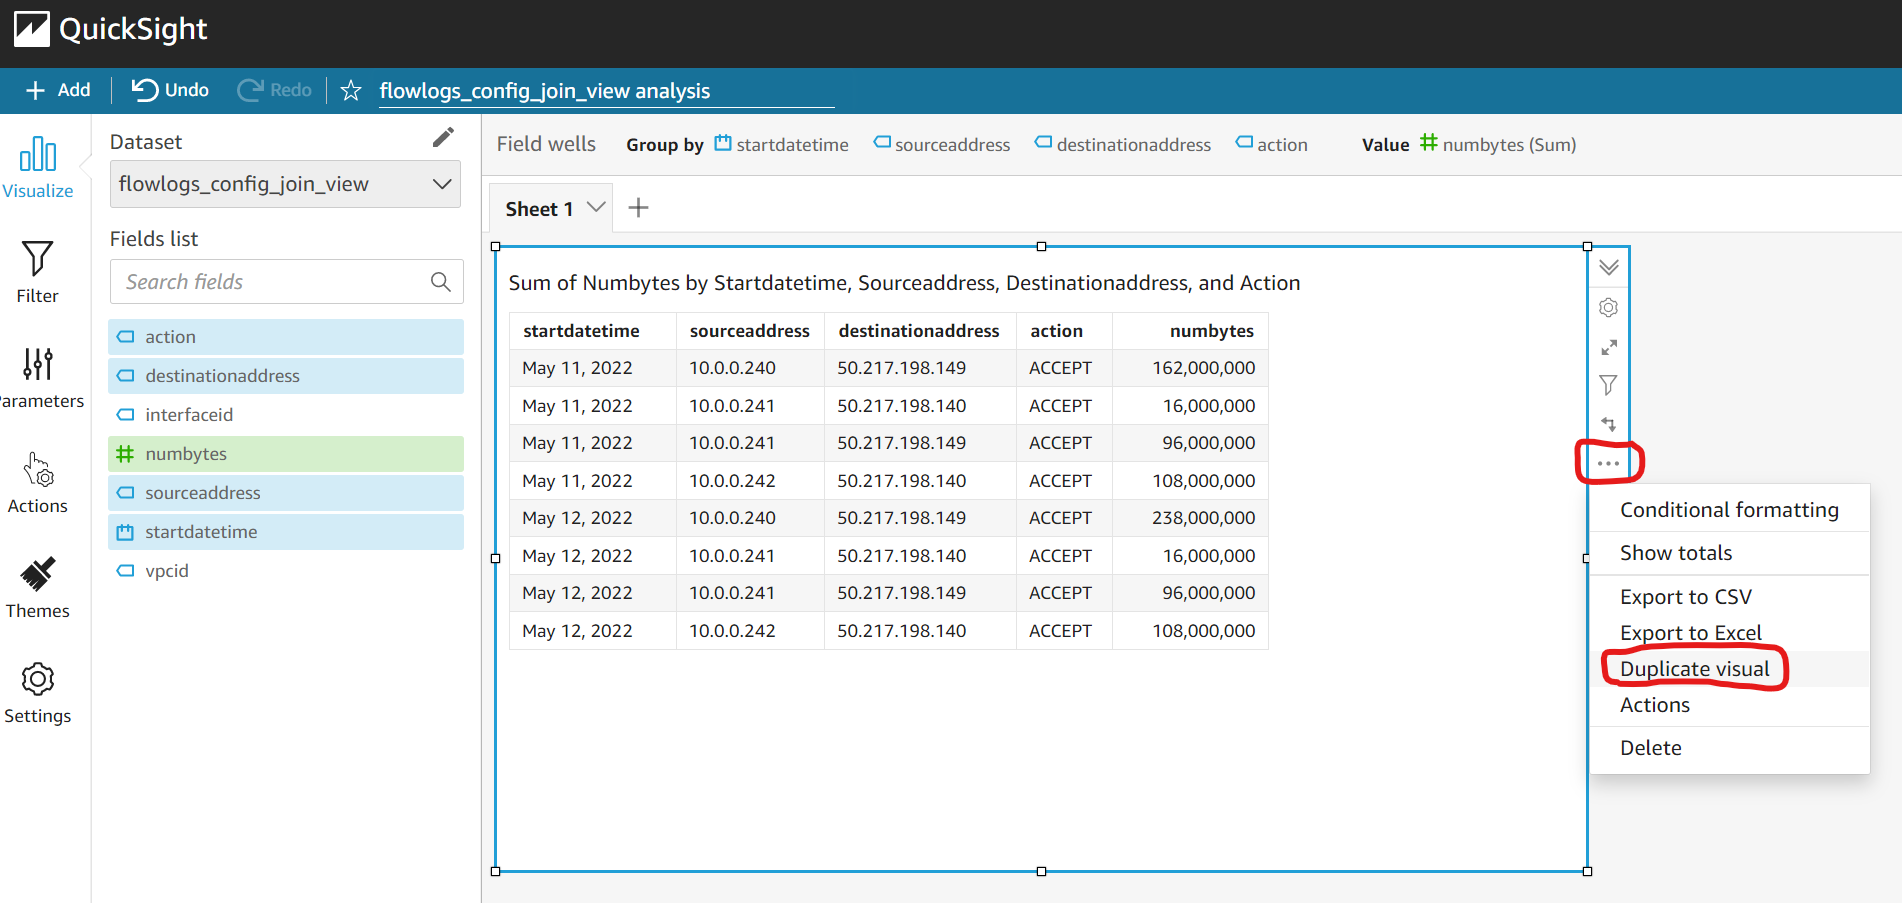 QuickSight
Add
Undo
Redo
flowlogs_config_join_view analysis
Visualize
Filter
arameters
Actions
Themes
Settings
Dataset
flowlogs_config_join_view
Fields list
Search fields
action
destinationaddress
interfaceid
numbytes
sourceaddress
startdatetime
vpcid
Field wells Group by startdatetime sourceaddress destinationaddress action Value numbytes (Sum)
Sheet 1
Sum of Numbytes by Startdatetime, Sourceaddress, Destinationaddress, and Action
startdatetime sourceaddress destinationaddress action numbytes
May 11, 2022 10.0.0.240 50.217.198.149 ACCEPT 162,000,000
May 11, 2022 10.0.0.241 50.217.198.140 ACCEPT 16,000,000
May 11, 2022 10.0.0.241 50.217.198.149 ACCEPT 96,000,000
May 11, 2022 10.0.0.242 50.217.198.140 ACCEPT 108,000,000
May 12, 2022 10.0.0.240 50.217.198.149 ACCEPT 238,000,000
May 12, 2022 10.0.0.241 50.217.198.140 ACCEPT 16,000,000
May 12, 2022 10.0.0.241 50.217.198.149 ACCEPT 96,000,000
May 12, 2022 10.0.0.242 50.217.198.140 ACCEPT 108,000,000
Conditional formatting
Show totals
Export to CSV
Export to Excel
Duplicate visual
Actions
Delete